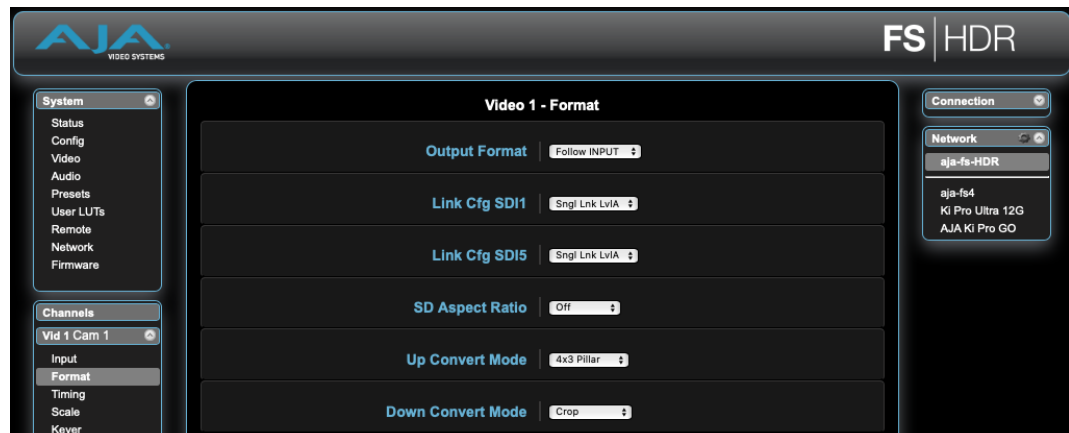 AJA
VIDEO SYSTEMS
FS|HDR
System
Status
Config
Video
Audio
Presets
User LUTs
Remote
Network
Firmware
Channels
Vid 1 Cam 1
Input
Format
Timing
Scale
Keyer
Video 1 - Format
Output Format Follow INPUT
Link Cfg SDI1 Sngl Lnk LvlA
Link Cfg SDI5 Sngl Lnk LvlA
SD Aspect Ratio Off
Up Convert Mode 4x3 Pillar
Down Convert Mode Crop
Connection
Network
aja-fs-HDR
aja-fs4
Ki Pro Ultra 12G
AJA Ki Pro GO